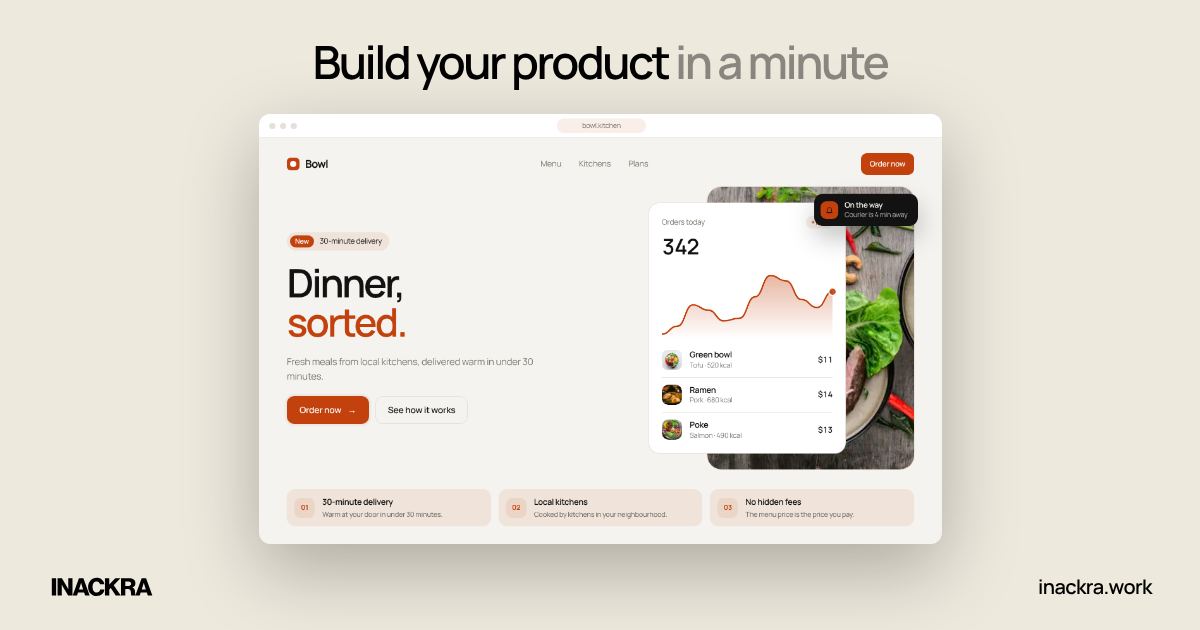 Build your product in a minute
bowl.kitchen
Bowl
Menu
Kitchens
Plans
Order now
On the way
Courier is 4 min away
Orders today
342
New
30-minute delivery
Dinner,
sorted.
Fresh meals from local kitchens, delivered warm in under 30
minutes.
Order now →
See how it works
Green bowl
Tofu · 520 kcal
$11
Ramen
Pork · 680 kcal
$14
Poke
Salmon · 490 kcal
$13
01
30-minute delivery
Warm at your door in under 30 minutes.
02
Local kitchens
Cooked by kitchens in your neighbourhood.
03
No hidden fees
The menu price is the price you pay.
INACKRA
inackra.work